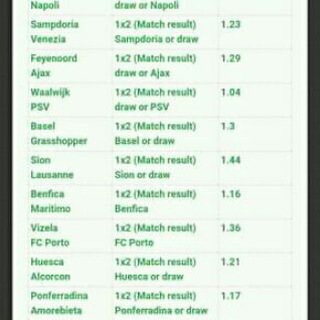 Napoli draw or Napoli
Sampdoria 1x2 (Match result) 1.23
Venezia Sampdoria or draw
Feyenoord 1x2 (Match result) 1.29
Ajax draw or Ajax
Waalwijk 1x2 (Match result) 1.04
PSV draw or PSV
Basel 1x2 (Match result) 1.3
Grasshopper Basel or draw
Sion 1x2 (Match result) 1.44
Lausanne Sion or draw
Benfica 1x2 (Match result) 1.16
Maritimo Benfica
Vizela 1x2 (Match result) 1.36
FC Porto FC Porto
Huesca 1x2 (Match result) 1.21
Alcorcon Huesca or draw
Ponferradina 1x2 (Match result) 1.17
Amorebieta Ponferradina or draw